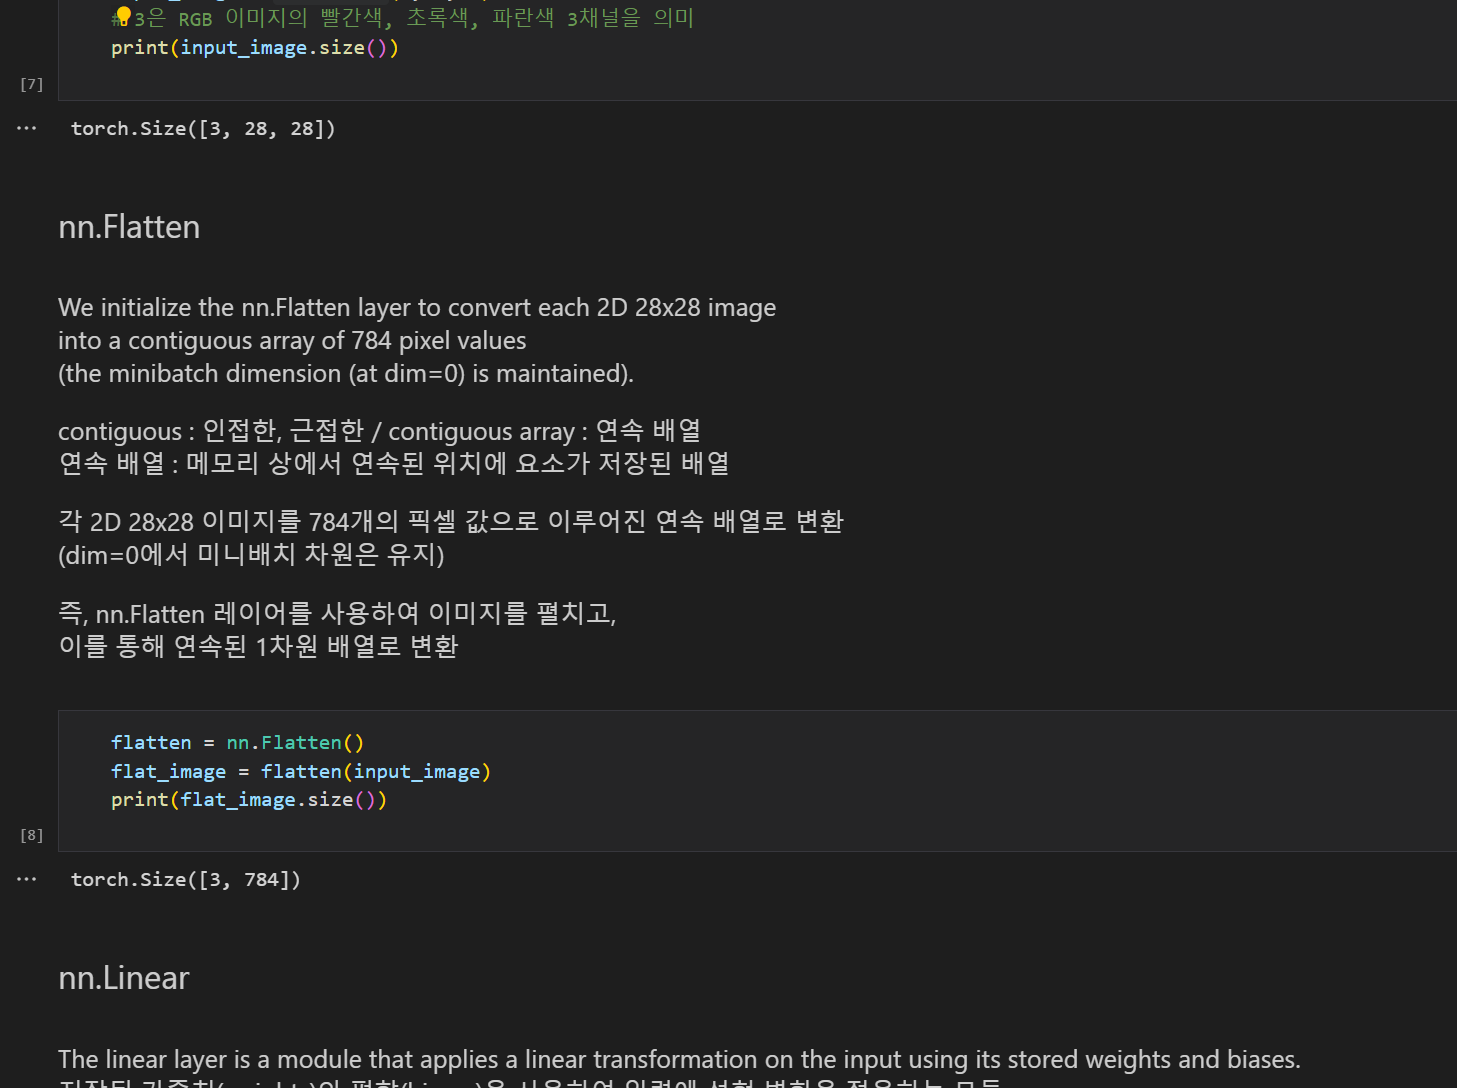 3은 RGB 이미지의 빨간색, 초록색, 파란색 3채널을 의미
print(input_image.size())
[7]
··· torch.Size([3, 28, 28])
nn.Flatten
We initialize the nn.Flatten layer to convert each 2D 28x28 image
into a contiguous array of 784 pixel values
(the minibatch dimension (at dim=0) is maintained).
contiguous : 인접한, 근접한 / contiguous array : 연속 배열
연속 배열 : 메모리 상에서 연속된 위치에 요소가 저장된 배열
각 2D 28x28 이미지를 784개의 픽셀 값으로 이루어진 연속 배열로 변환
(dim=0에서 미니배치 차원은 유지)
즉, nn.Flatten 레이어를 사용하여 이미지를 펼치고,
이를 통해 연속된 1차원 배열로 변환
flatten = nn.Flatten()
flat_image = flatten(input_image)
print(flat_image.size())
[8]
··· torch.Size([3, 784])
nn.Linear
The linear layer is a module that applies a linear transformation on the input using its stored weights and biases.